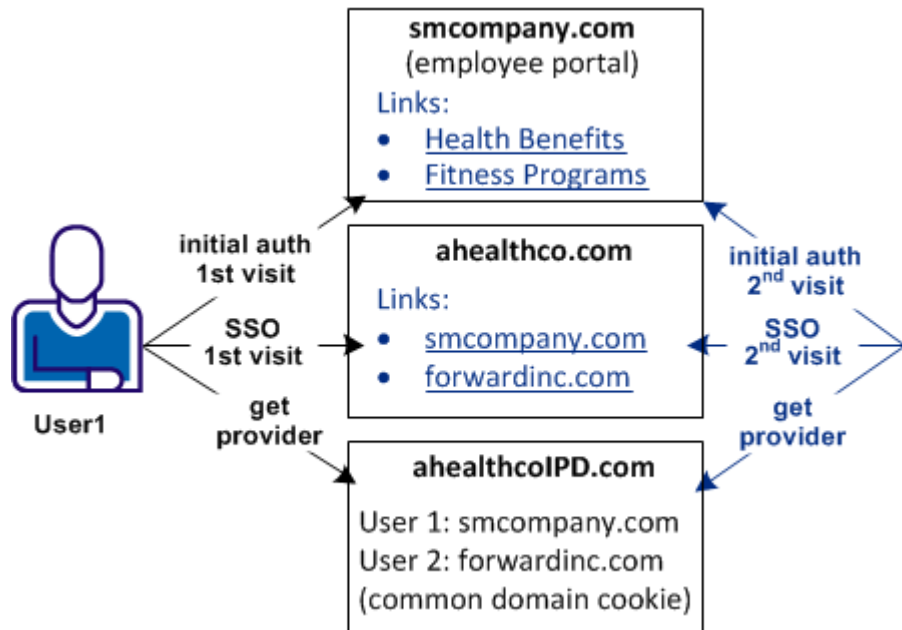 smcompany.com
(employee portal)
Links:
• Health Benefits
• Fitness Programs
initial auth
1st visit
SSO
1st visit
get
provider
User1
ahealthco.com
Links:
• smcompany.com
• forwardinc.com
initial auth
2nd visit
SSO
2nd visit
get
provider
ahealthcoIPD.com
User 1: smcompany.com
User 2: forwardinc.com
(common domain cookie)